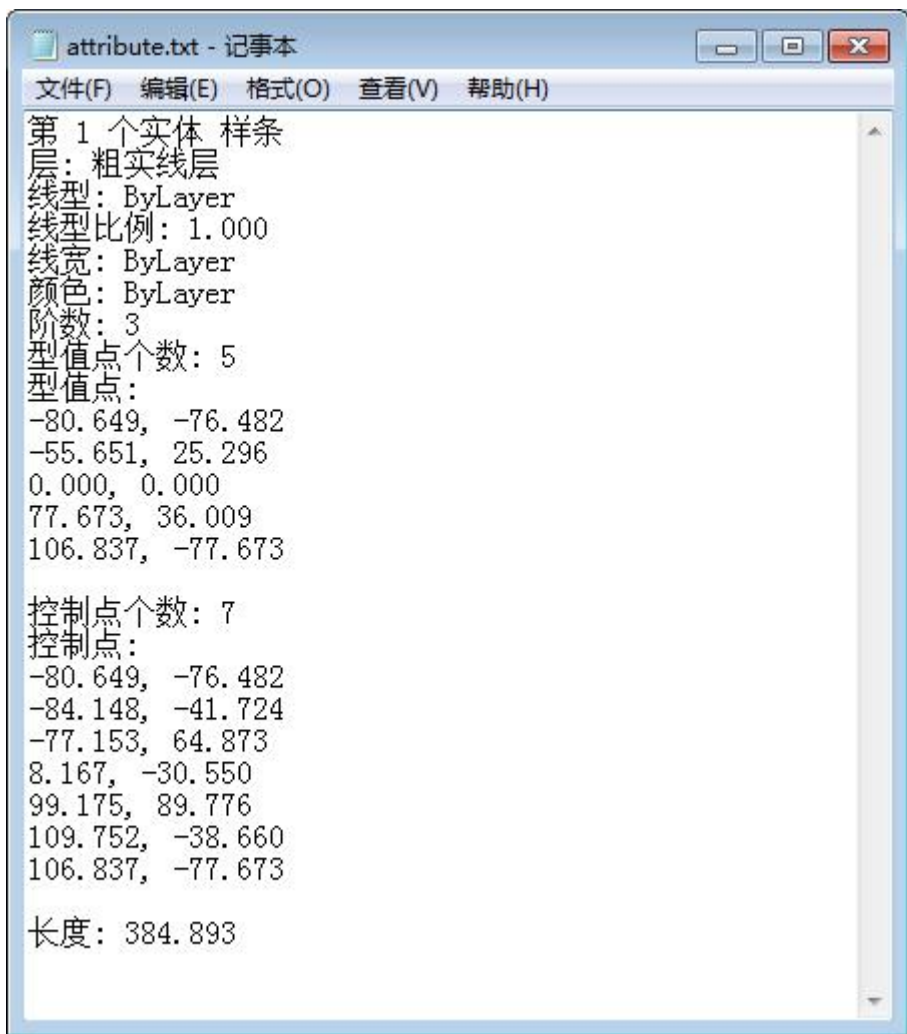 attribute.txt - 记事本
文件(F) 编辑(E) 格式(O) 查看(V) 帮助(H)
第 1 个实体 样条
层: 粗实线层
线型: ByLayer
线型比例: 1.000
线宽: ByLayer
颜色: ByLayer
阶数: 3
型值点个数: 5
型值点:
-80.649, -76.482
-55.651, 25.296
0.000, 0.000
77.673, 36.009
106.837, -77.673
控制点个数: 7
控制点:
-80.649, -76.482
-84.148, -41.724
-77.153, 64.873
8.167, -30.550
99.175, 89.776
109.752, -38.660
106.837, -77.673
长度: 384.893